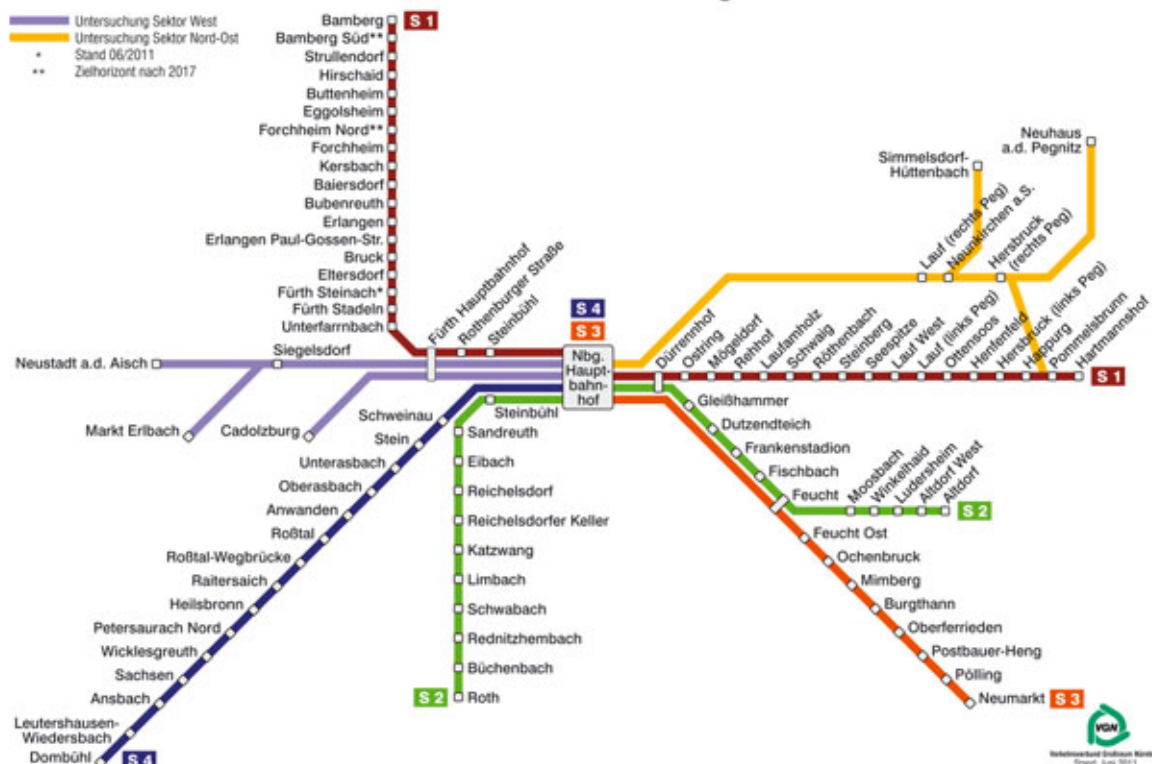 Untersuchung Sektor West
Untersuchung Sektor Nord-Ost
* Stand 06/2011
** Zielhorizont nach 2017
Bamberg
S 1
Bamberg Süd**
Strullendorf
Hirschaid
Buttenheim
Eggolsheim
Forchheim Nord**
Forchheim
Kersbach
Baiersdorf
Bubenreuth
Erlangen
Erlangen Paul-Gossen-Str.
Bruck
Eltersdorf
Fürth Steinach*
Fürth Stadeln
Unterfarrnbach
Fürth Hauptbahnhof
Rothenburger Straße
Steinbühl
S 4
S 3
Nbg.
Haupt-
bahn-
hof
Neustadt a.d. Aisch
Siegelsdorf
Markt Erlbach
Cadolzburg
Simmelsdorf-
Hüttenbach
Neuhaus
a.d. Pegnitz
Lauf (rechts Peg)
Neunkirchen a.S.
Hersbruck
(rechts Peg)
Dürrenhof
Ostring
Mögeldorf
Rehhof
Laufamholz
Schwaig
Röthenbach
Steinberg
Seespitze
Lauf West
Lauf (links Peg)
Ottensoos
Henfenfeld
Hersbruck (links Peg)
Happurg
Pommelsbrunn
Hartmannshof
S 1
Gleißhammer
Dutzendteich
Frankenstadion
Fischbach
Feucht
Moosbach
Winkelhaid
Ludersheim
Altdorf West
Altdorf
S 2
Feucht Ost
Ochenbruck
Mimberg
Burgthann
Oberferrieden
Postbauer-Heng
Pölling
Neumarkt
S 3
Schweinau
Stein
Unterasbach
Oberasbach
Anwanden
Roßtal
Roßtal-Wegbrücke
Raitersaich
Heilsbronn
Petersaurach Nord
Wicklesgreuth
Sachsen
Ansbach
Leutershausen-
Wiedersbach
Dombühl
S 4
Steinbühl
Sandreuth
Eibach
Reichelsdorf
Reichelsdorfer Keller
Katzwang
Limbach
Schwabach
Rednitzhembach
Büchenbach
S 2
Roth
VGN
Verkehrsverbund Großraum Nürnb
Stand: Juni 2011